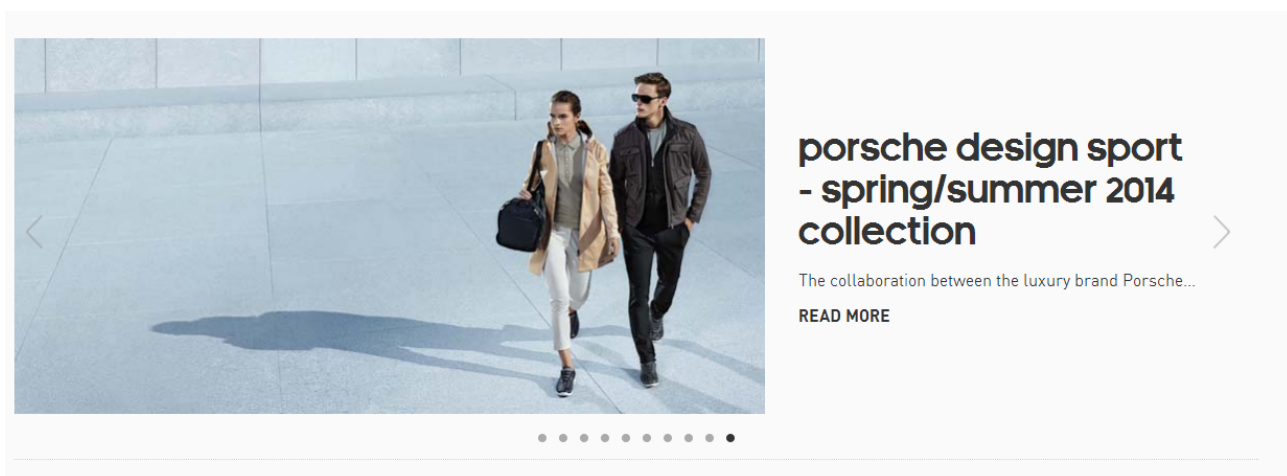 porsche design sport
- spring/summer 2014
collection
The collaboration between the luxury brand Porsche...
READ MORE